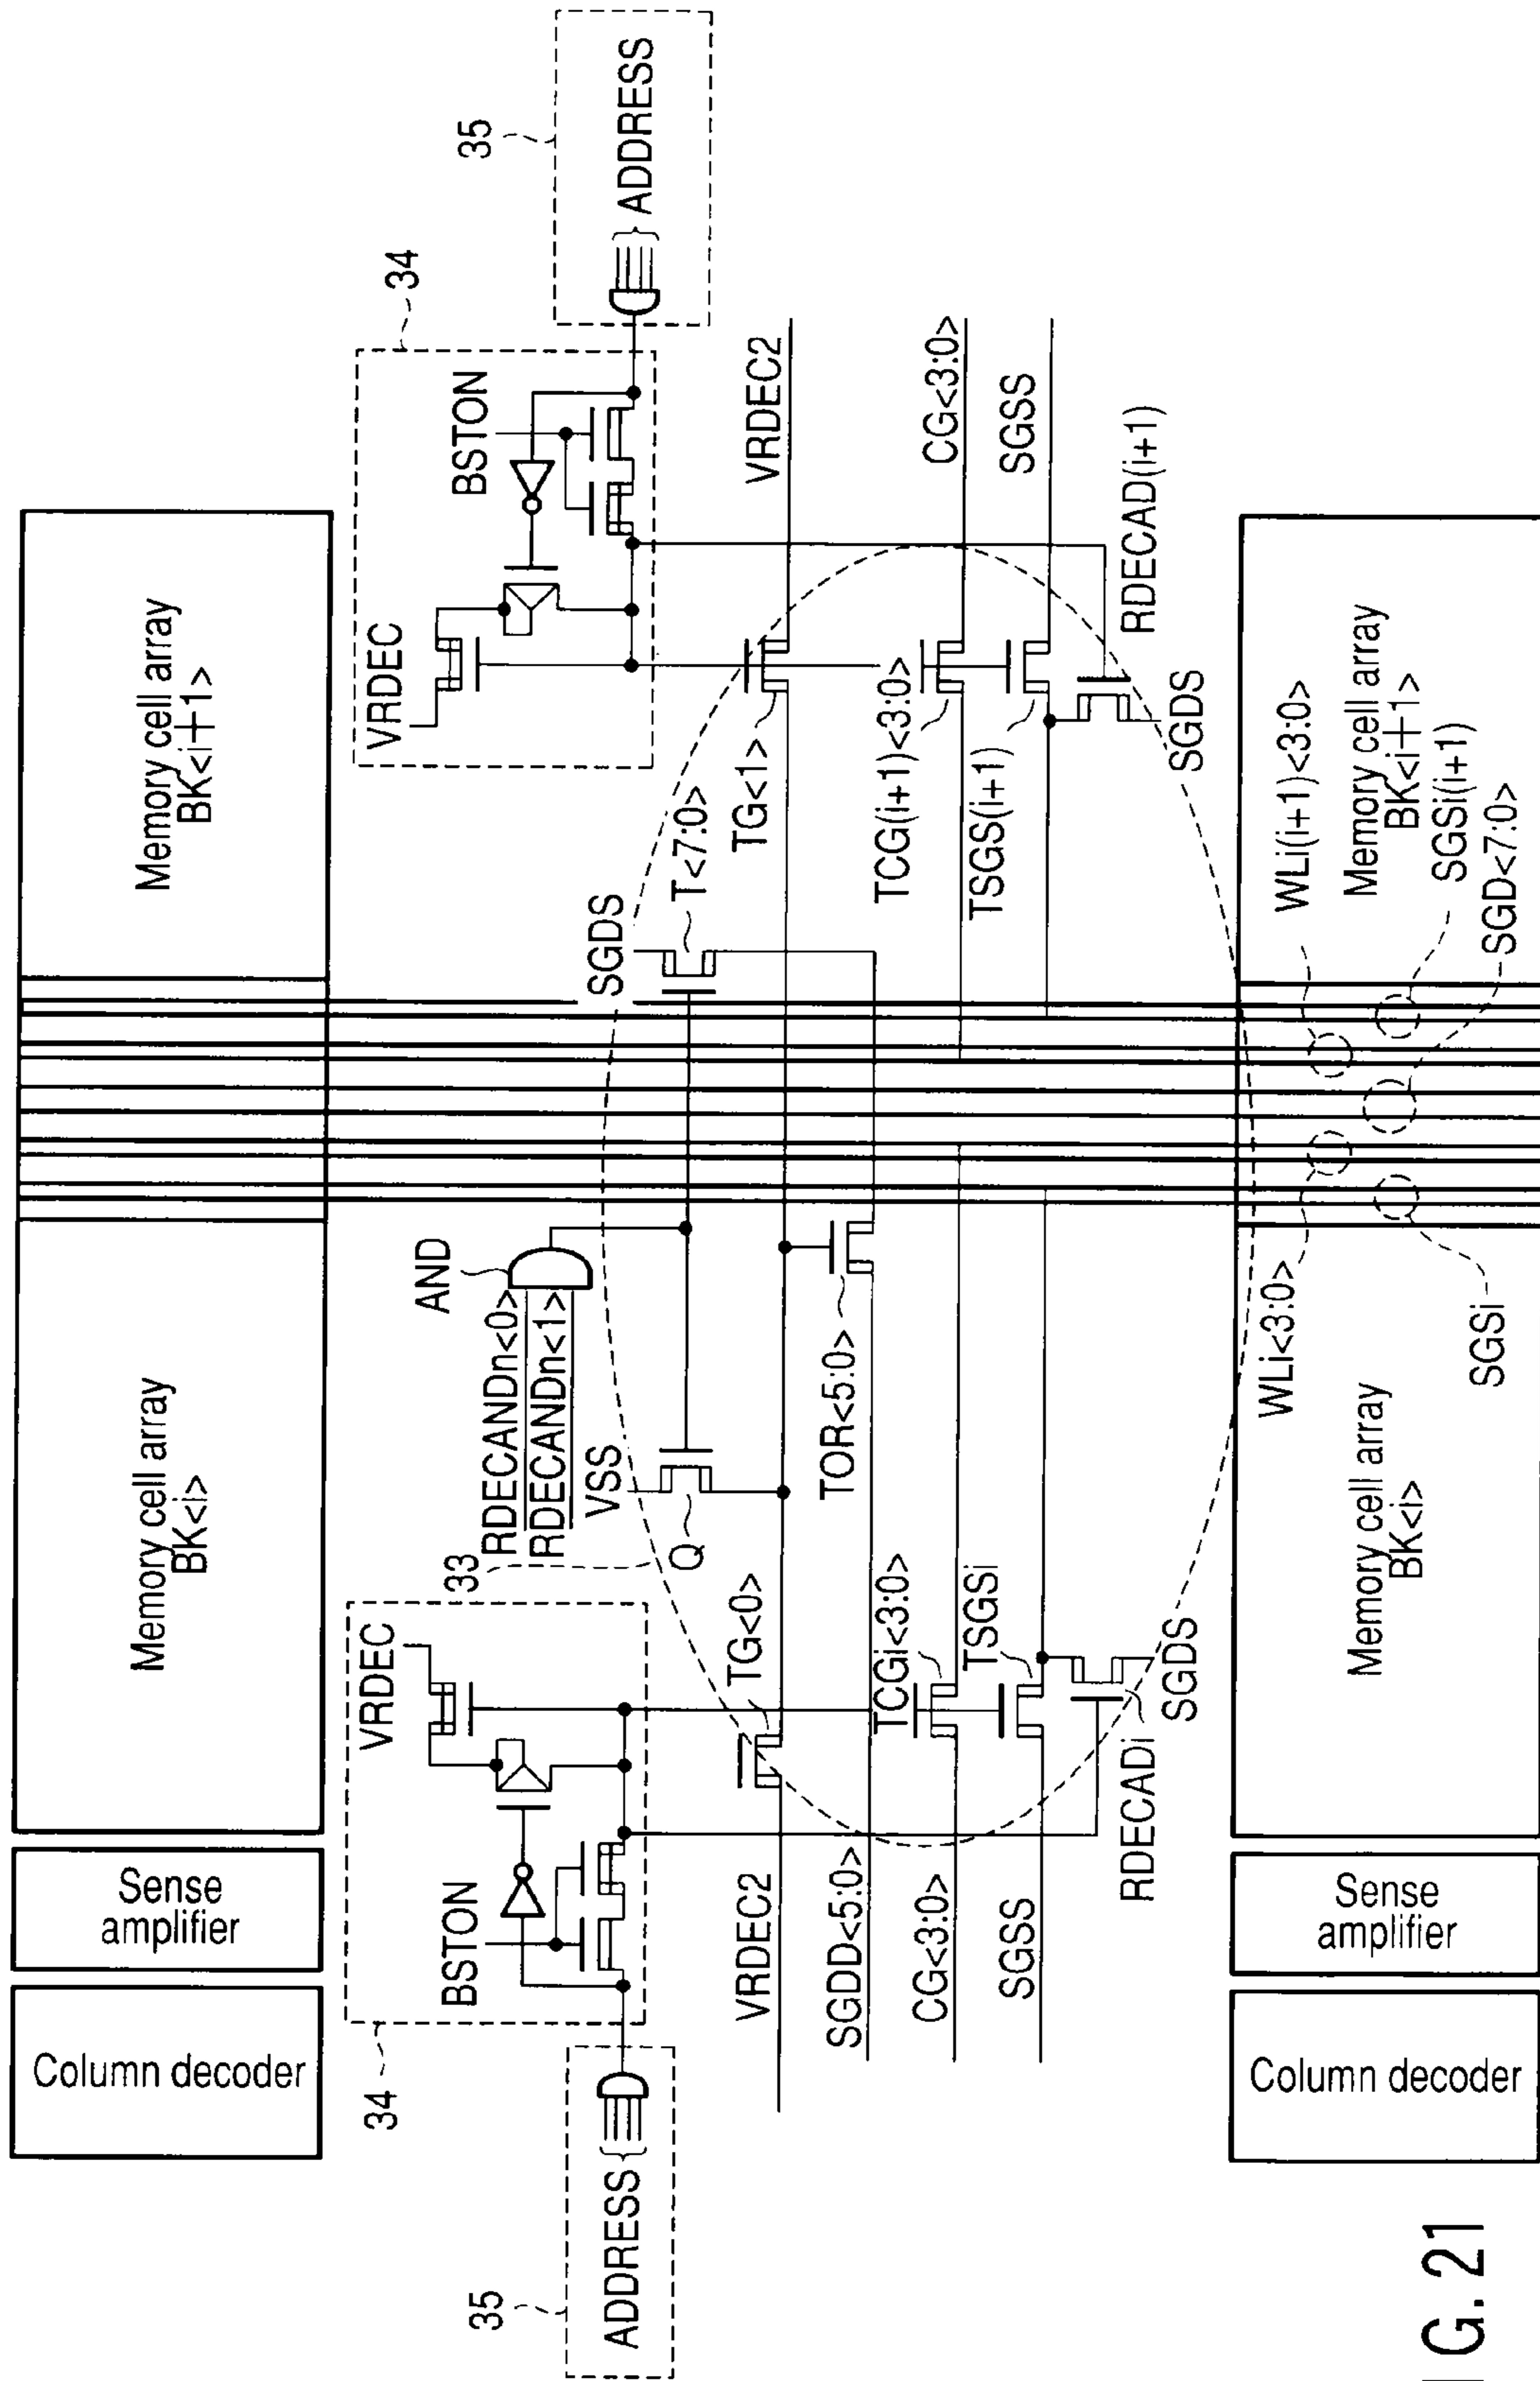 Memory cell array
BK<i>
Memory cell array
BK<i+1>
Sense
amplifier
Column decoder
35
ADDRESS
34
BSTON
VRDEC
33
RDECANDn<0>
RDECANDn<1>
AND
VSS
Q
SGDS
T<7:0>
VRDEC
BSTON
34
35
ADDRESS
VRDEC2
TG<0>
TG<1>
VRDEC2
SGDD<5:0>
TOR<5:0>
CG<3:0>
TCGi<3:0>
TCG(i+1)<3:0>
CG<3:0>
SGSS
TSGSi
TSGS(i+1)
SGSS
RDECADi
SGDS
SGDS
RDECAD(i+1)
Column decoder
Sense
amplifier
Memory cell array
BK<i>
WLi<3:0>
SGSi
WLi(i+1)<3:0>
Memory cell array
BK<i+1>
SGSi(i+1)
SGD<7:0>
G. 21